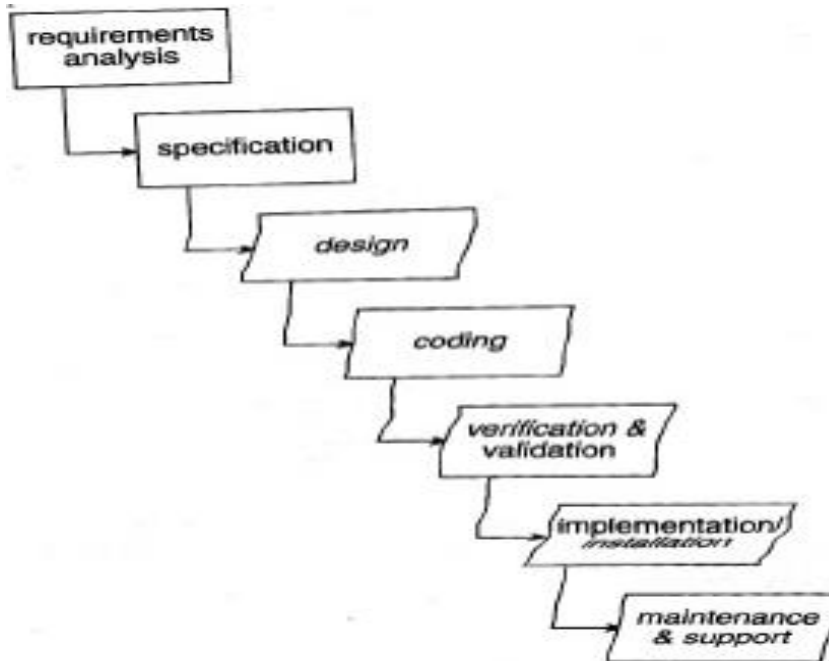 requirements
analysis
specification
design
coding
verification &
validation
implementation/
installation
maintenance
& support